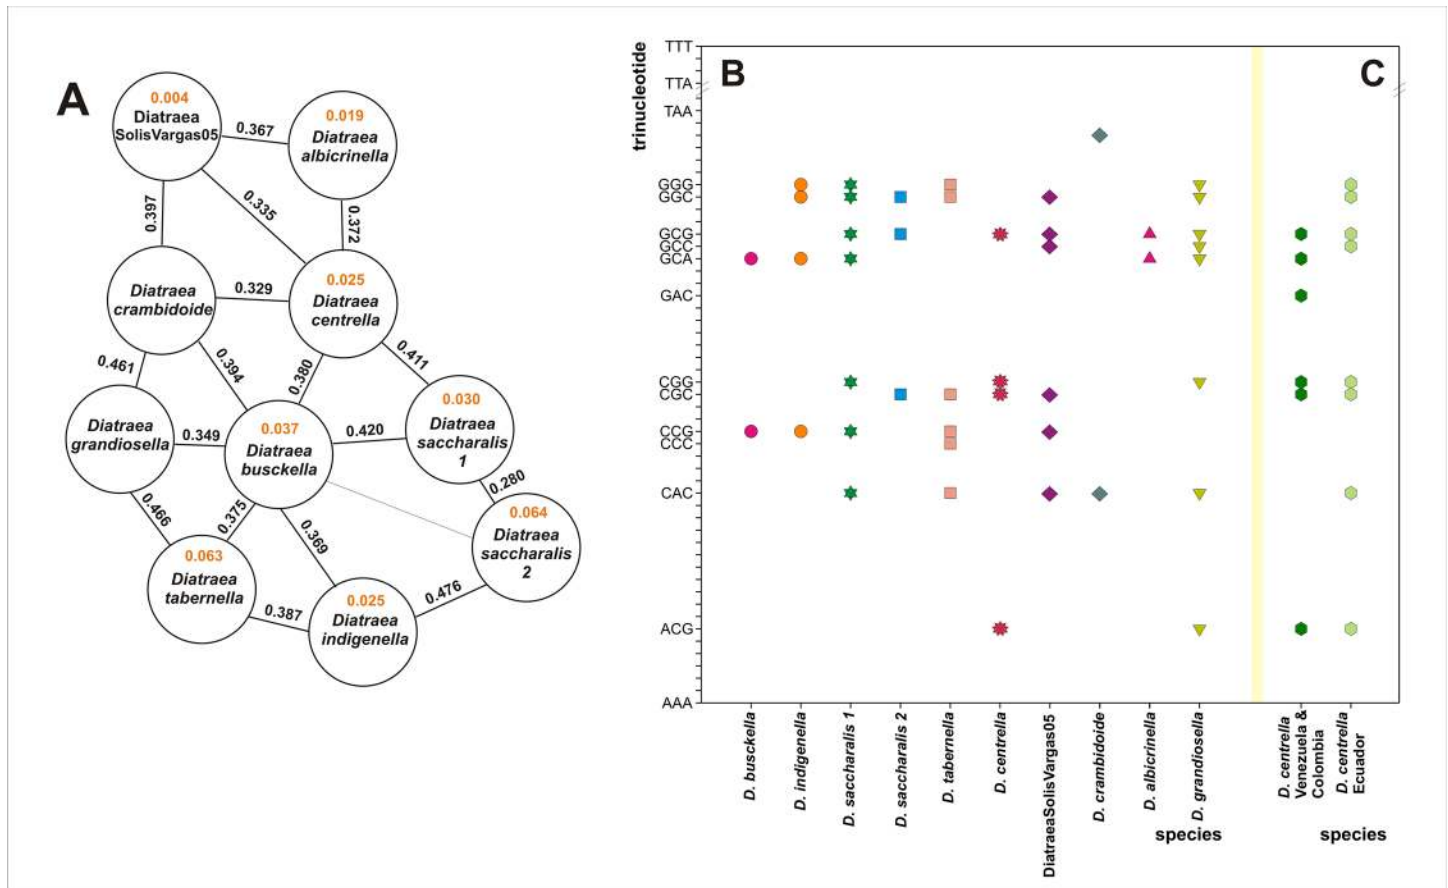 A
0.004
Diatraea
SolisVargas05
0.367
0.019
Diatraea
albicrinella
0.397
0.335
0.372
Diatraea
crambidoide
0.329
0.025
Diatraea
centrella
0.461
0.394
0.380
0.411
Diatraea
grandiosella
0.349
0.037
Diatraea
busckella
0.420
0.030
Diatraea
saccharalis
1
0.280
0.466
0.375
0.369
0.064
Diatraea
saccharalis
2
0.063
Diatraea
tabernella
0.387
0.025
Diatraea
indigenella
0.476
trinucleotide
B
C
TTT
TTA
TAA
GGG
GGC
GCG
GCC
GCA
GAC
CGG
CGC
CCG
CCC
CAC
ACG
AAA
D. busckella
D. indigenella
D. saccharalis 1
D. saccharalis 2
D. tabernella
D. centrella
DiatraeaSolisVargas05
D. crambidoide
D. albicrinella
D. grandiosella
D. centrella
Venezuela &
Colombia
D. centrella
Ecuador
species
species